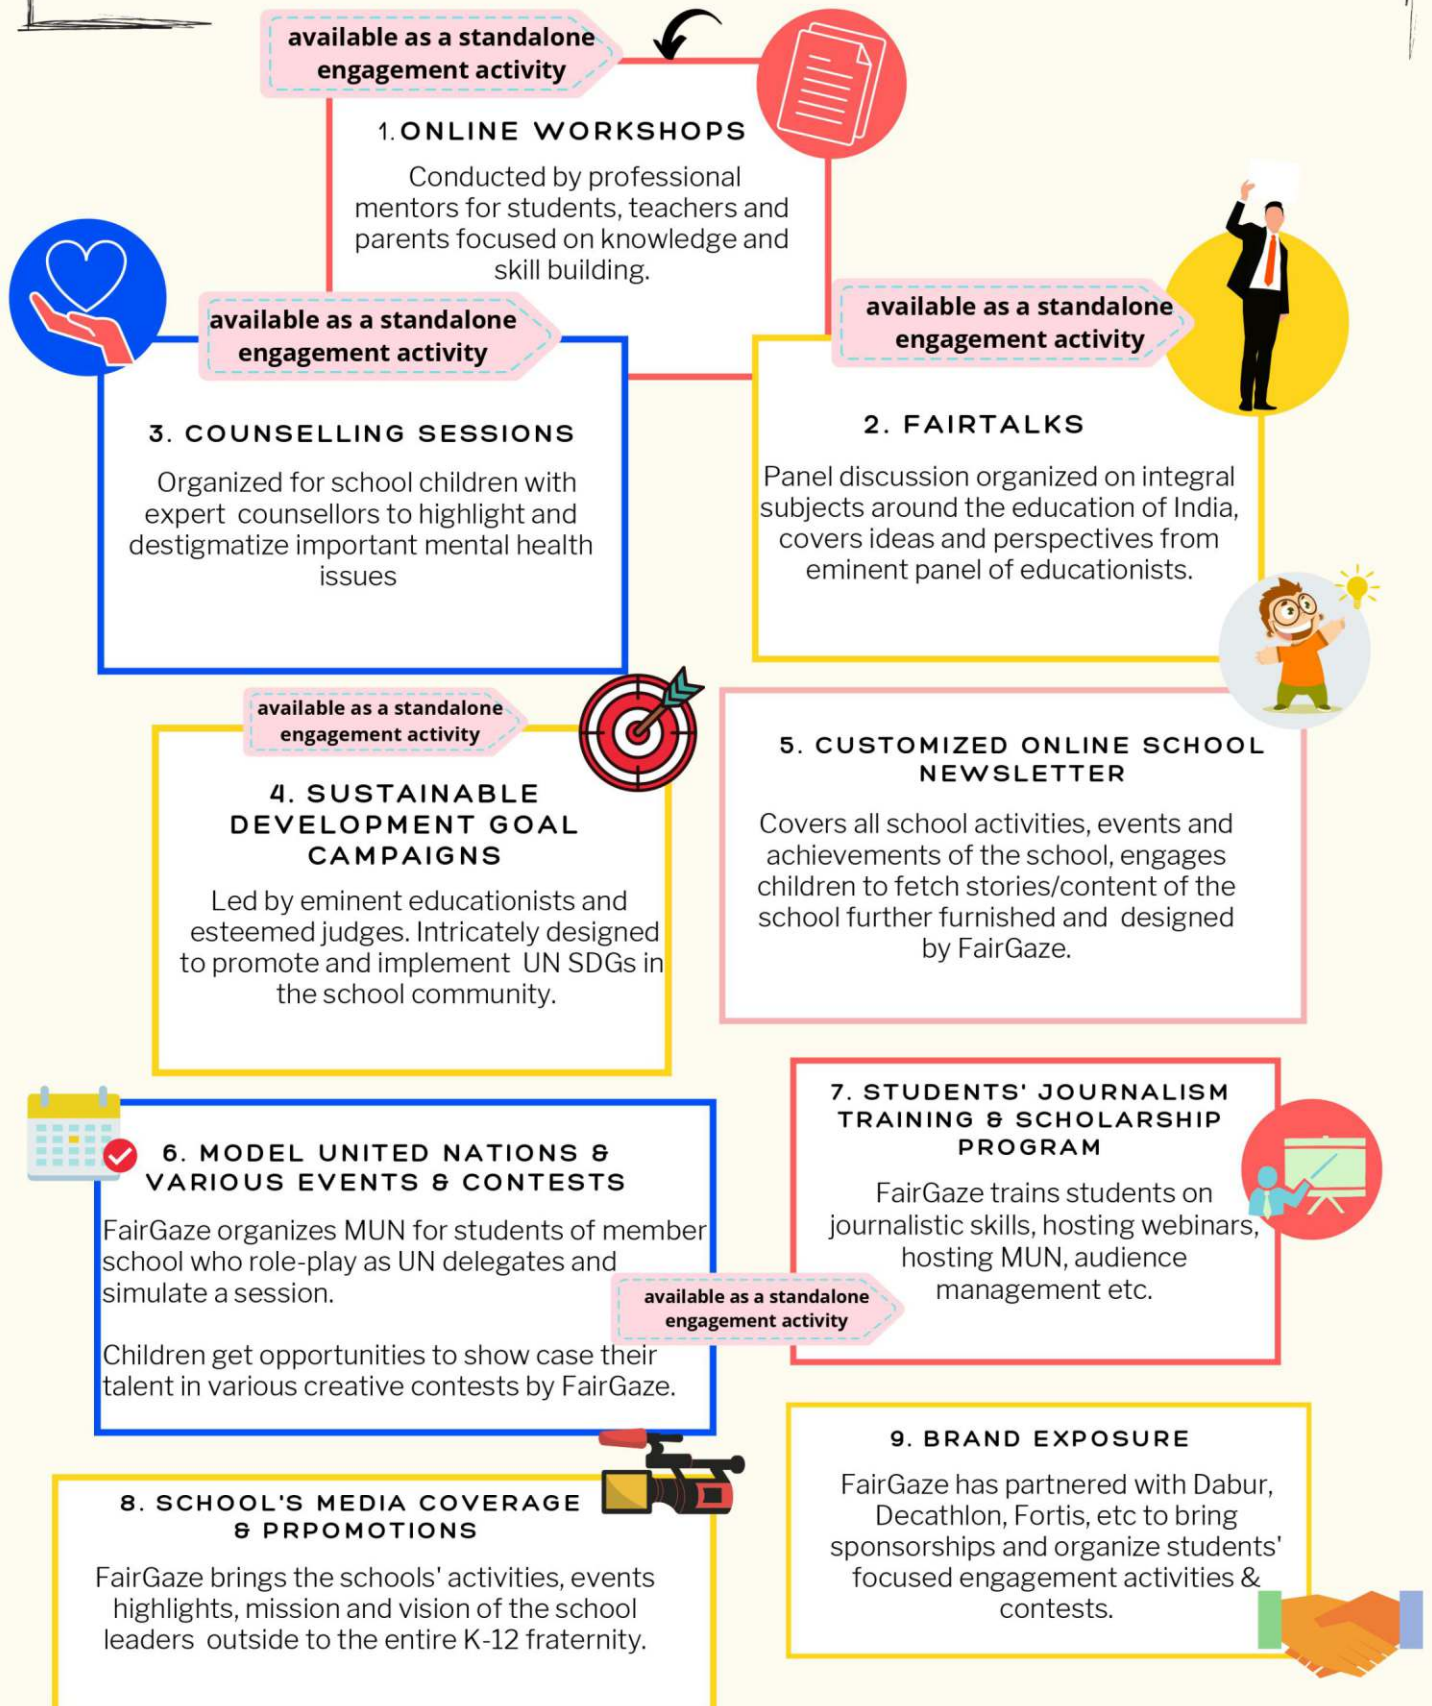 available as a standalone
engagement activity
1. ONLINE WORKSHOPS
Conducted by professional
mentors for students, teachers and
parents focused on knowledge and
skill building.
available as a standalone
engagement activity
2. FAIRTALKS
Panel discussion organized on integral
subjects around the education of India,
covers ideas and perspectives from
eminent panel of educationists.
available as a standalone
engagement activity
3. COUNSELLING SESSIONS
Organized for school children with
expert counsellors to highlight and
destigmatize important mental health
issues
available as a standalone
engagement activity
4. SUSTAINABLE
DEVELOPMENT GOAL
CAMPAIGNS
Led by eminent educationists and
esteemed judges. Intricately designed
to promote and implement UN SDGs in
the school community.
5. CUSTOMIZED ONLINE SCHOOL
NEWSLETTER
Covers all school activities, events and
achievements of the school, engages
children to fetch stories/content of the
school further furnished and designed
by FairGaze.
6. MODEL UNITED NATIONS &
VARIOUS EVENTS & CONTESTS
FairGaze organizes MUN for students of member
school who role-play as UN delegates and
simulate a session.
Children get opportunities to show case their
talent in various creative contests by FairGaze.
available as a standalone
engagement activity
7. STUDENTS' JOURNALISM
TRAINING & SCHOLARSHIP
PROGRAM
FairGaze trains students on
journalistic skills, hosting webinars,
hosting MUN, audience
management etc.
8. SCHOOL'S MEDIA COVERAGE
& PRPOMOTIONS
FairGaze brings the schools' activities, events
highlights, mission and vision of the school
leaders outside to the entire K-12 fraternity.
9. BRAND EXPOSURE
FairGaze has partnered with Dabur,
Decathlon, Fortis, etc to bring
sponsorships and organize students'
focused engagement activities &
contests.